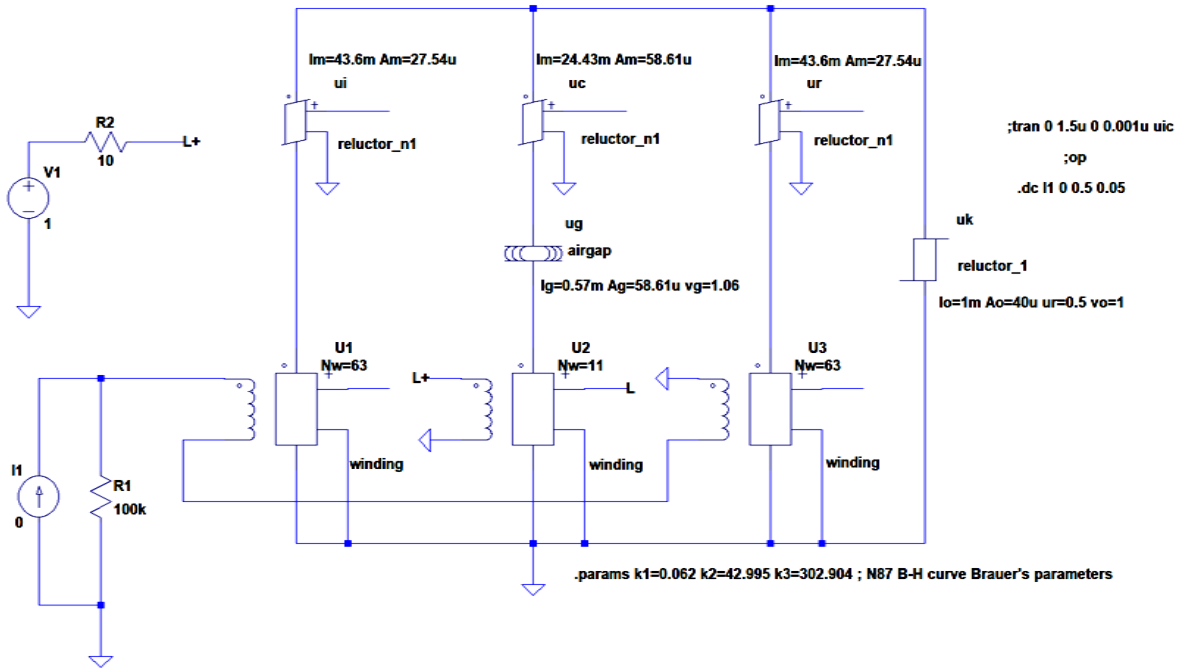 lm=43.6m Am=27.54u
ui
+
reluctor_n1
lm=24.43m Am=58.61u
uc
+
reluctor_n1
lm=43.6m Am=27.54u
ur
+
reluctor_n1
R2
10
L+
V1
+
1
;tran 0 1.5u 0 0.001u uic
;op
.dc I1 0 0.5 0.05
ug
airgap
lg=0.57m Ag=58.61u vg=1.06
uk
reluctor_1
lo=1m Ao=40u ur=0.5 vo=1
U1
Nw=63
+
winding
L+
U2
Nw=11
+
L
winding
U3
Nw=63
+
winding
I1
0
R1
100k
.params k1=0.062 k2=42.995 k3=302.904 ; N87 B-H curve Brauer's parameters